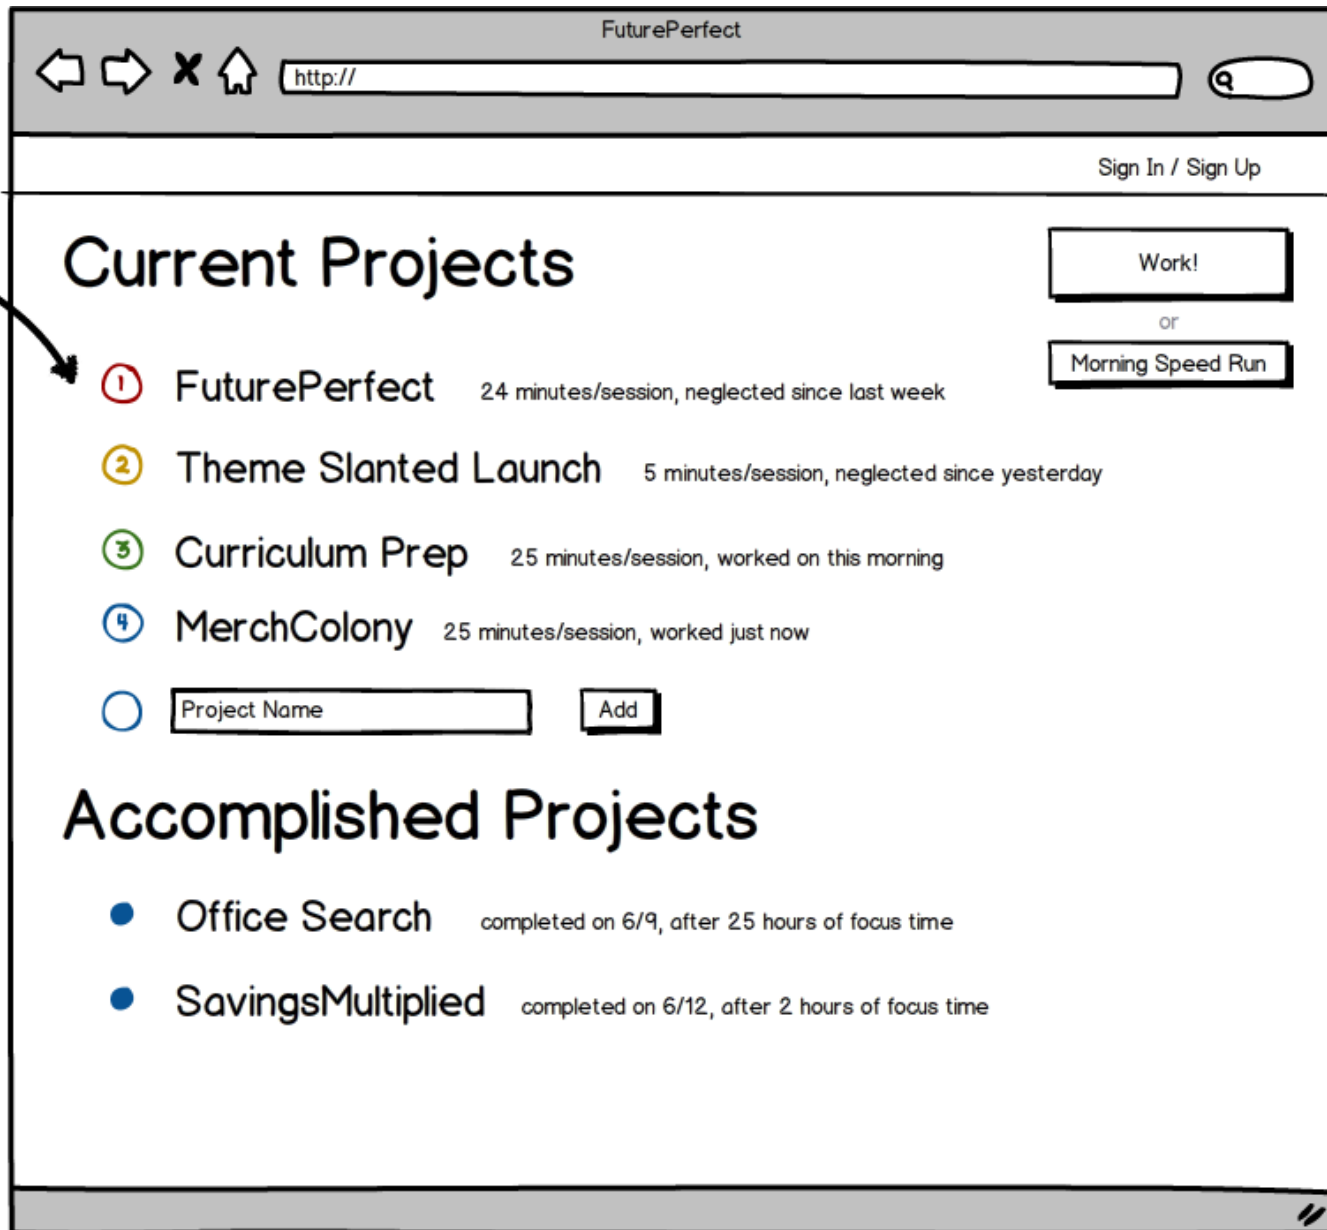 FuturePerfect
http://
Sign In / Sign Up
Current Projects
Work!
or
Morning Speed Run
1 FuturePerfect 24 minutes/session, neglected since last week
2 Theme Slanted Launch 5 minutes/session, neglected since yesterday
3 Curriculum Prep 25 minutes/session, worked on this morning
4 MerchColony 25 minutes/session, worked just now
Project Name Add
Accomplished Projects
Office Search completed on 6/9, after 25 hours of focus time
SavingsMultiplied completed on 6/12, after 2 hours of focus time